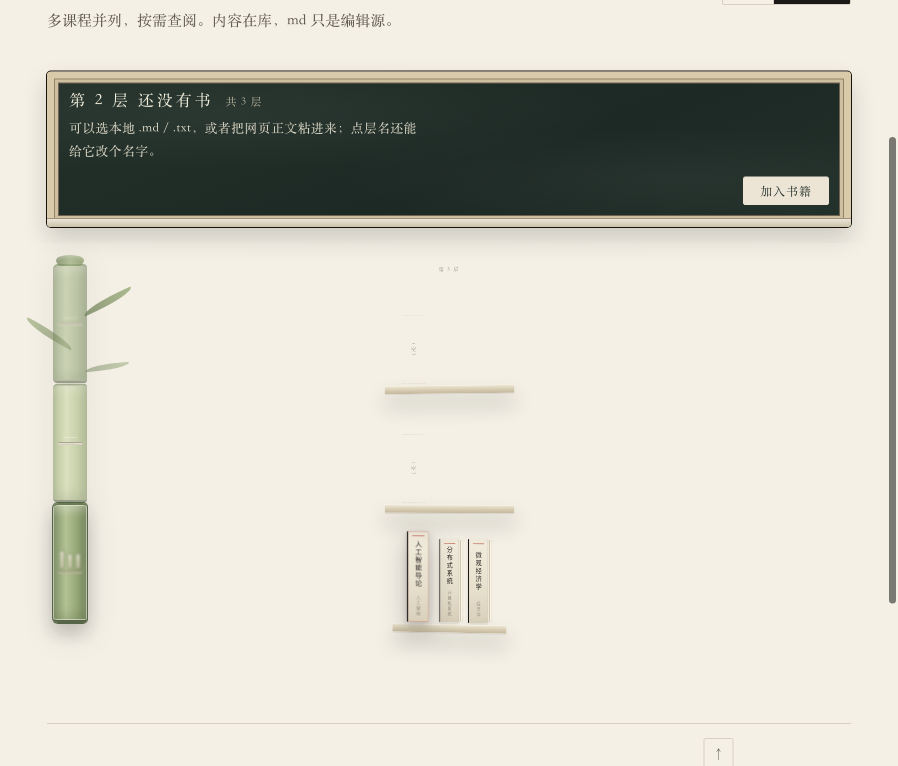 多课程并列，按需查阅。内容在库，md 只是编辑源。
第 2 层 还没有书 共 3 层
可以选本地 .md / .txt，或者把网页正文粘进来；点层名还能
给它改个名字。
加入书籍
第 3 层
人工智能导论
分布式系统
微观经济学
↑